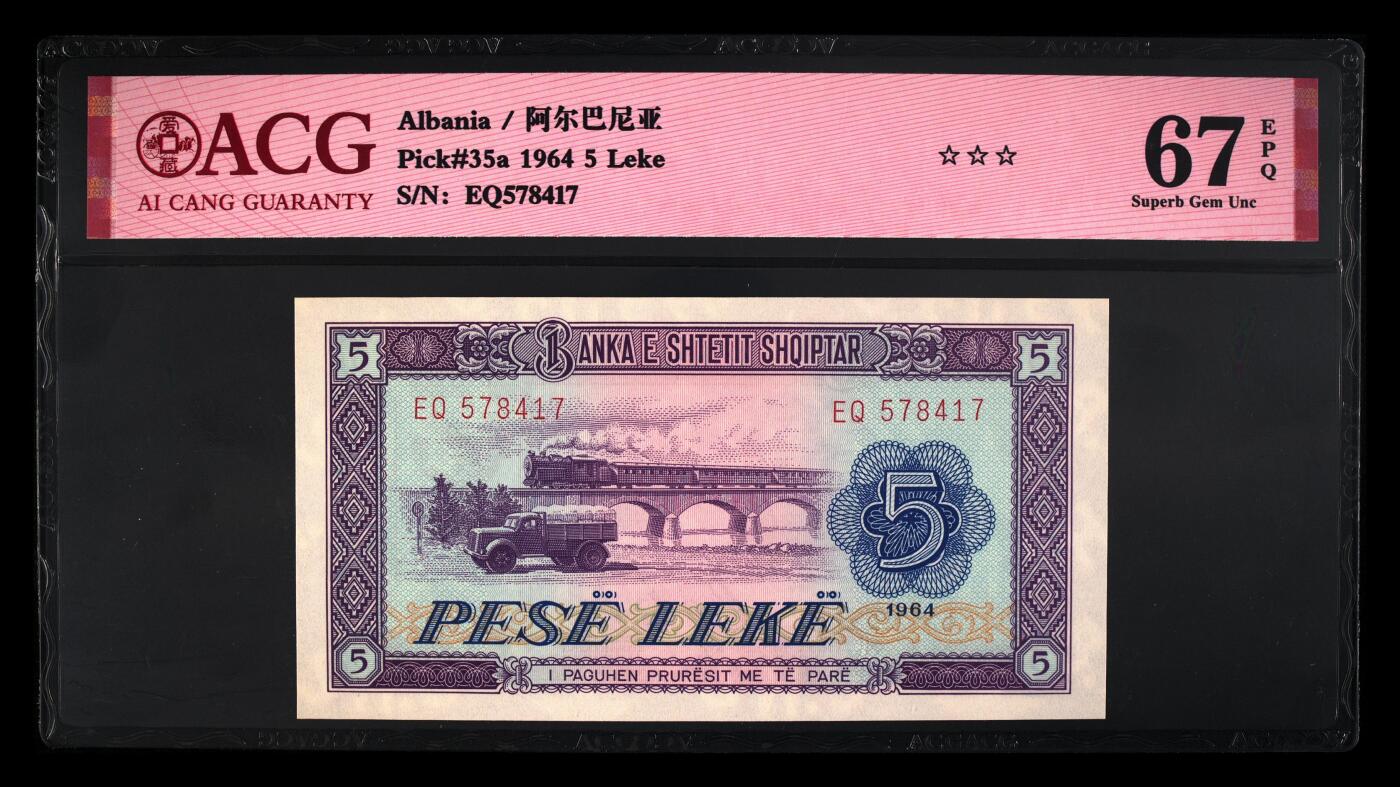 爱藏
ACG
AI CANG GUARANTY
Albania / 阿尔巴尼亚
Pick#35a 1964 5 Leke
S/N: EQ578417
☆☆☆
67
EPQ
Superb Gem Unc
5 BANKA E SHTETIT SHQIPTAR 5
EQ 578417 EQ 578417
5
PESË LEKË 1964
5 I PAGUHEN PRURËSIT ME TË PARË 5